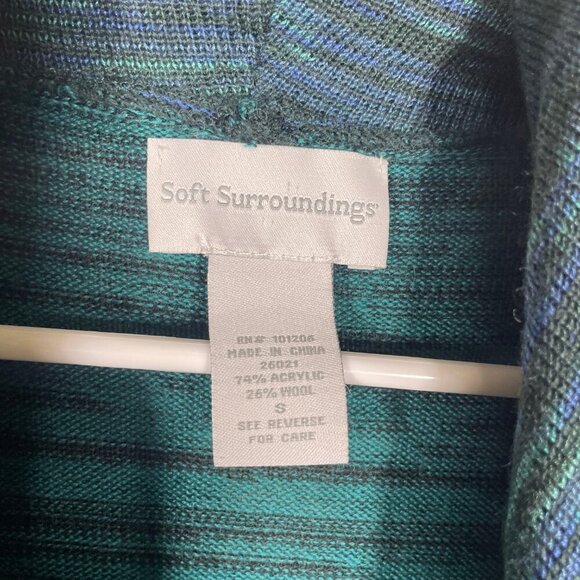 Soft Surroundings
RN# 101206
MADE IN CHINA
26021
74% ACRYLIC
26% WOOL
S
SEE REVERSE
FOR CARE